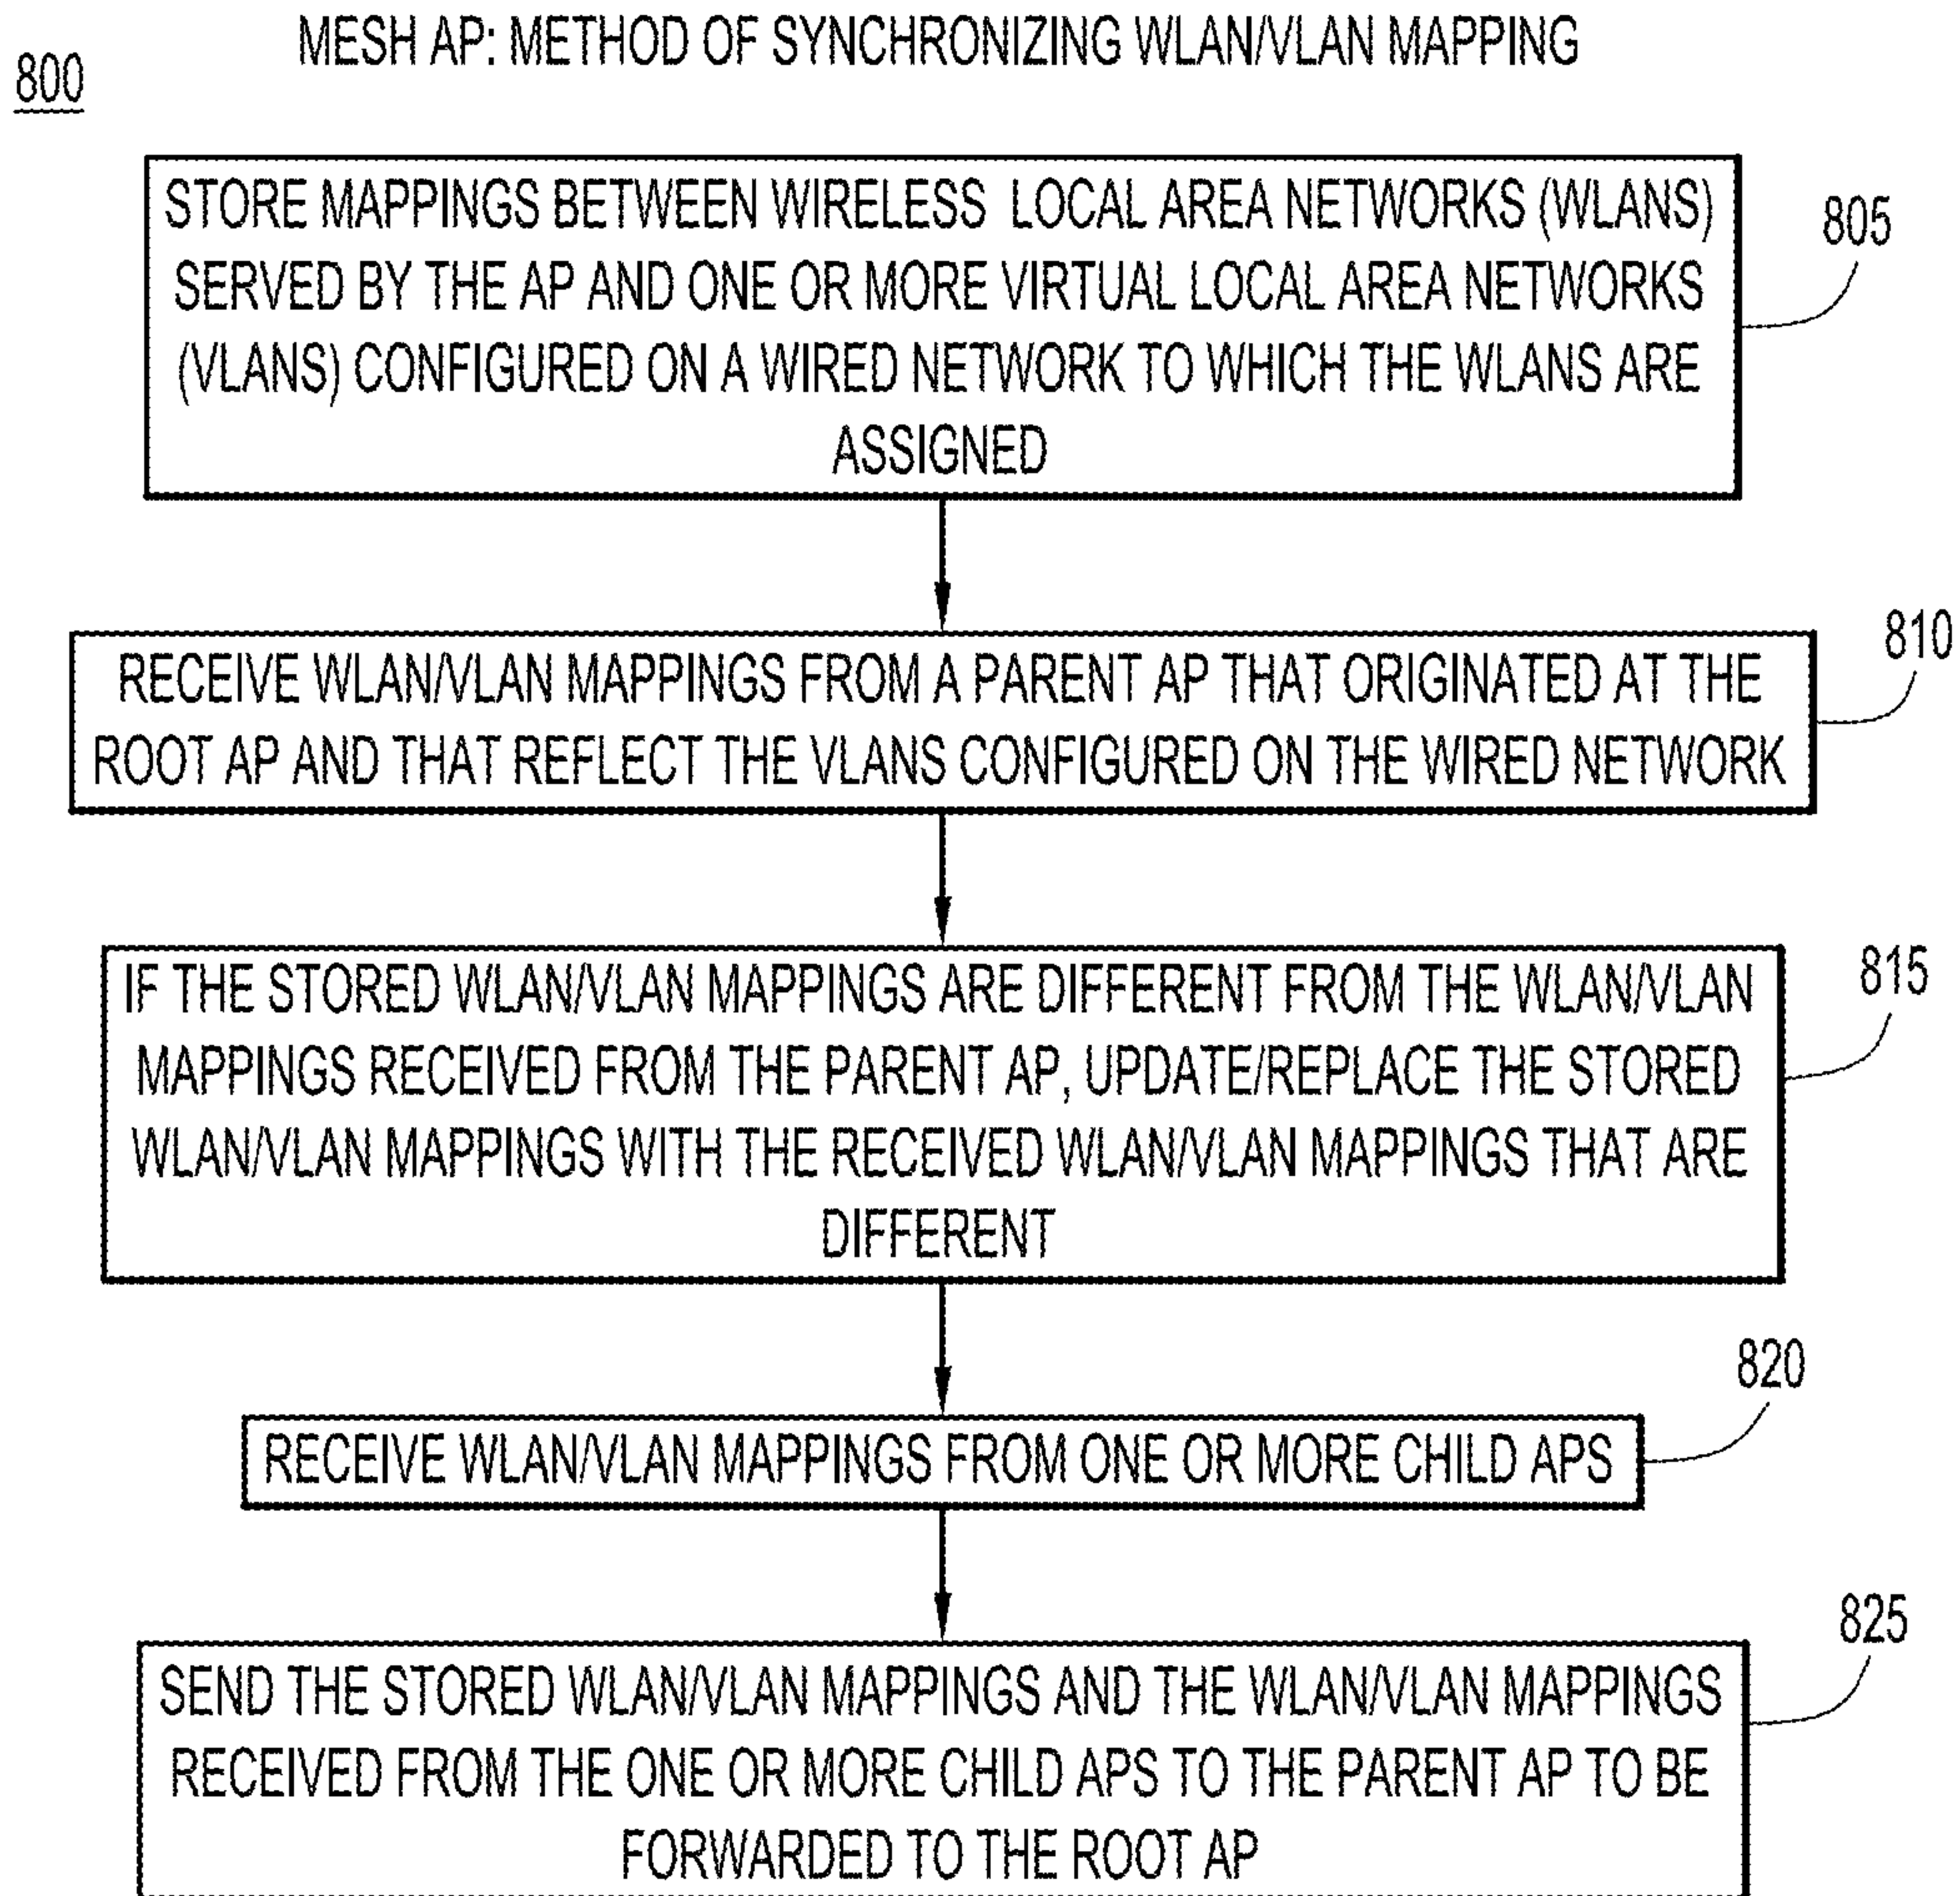 MESH AP: METHOD OF SYNCHRONIZING WLAN/VLAN MAPPING
800
STORE MAPPINGS BETWEEN WIRELESS LOCAL AREA NETWORKS (WLANS)
SERVED BY THE AP AND ONE OR MORE VIRTUAL LOCAL AREA NETWORKS
(VLANS) CONFIGURED ON A WIRED NETWORK TO WHICH THE WLANS ARE
ASSIGNED
805
RECEIVE WLAN/VLAN MAPPINGS FROM A PARENT AP THAT ORIGINATED AT THE
ROOT AP AND THAT REFLECT THE VLANS CONFIGURED ON THE WIRED NETWORK
810
IF THE STORED WLAN/VLAN MAPPINGS ARE DIFFERENT FROM THE WLAN/VLAN
MAPPINGS RECEIVED FROM THE PARENT AP, UPDATE/REPLACE THE STORED
WLAN/VLAN MAPPINGS WITH THE RECEIVED WLAN/VLAN MAPPINGS THAT ARE
DIFFERENT
815
RECEIVE WLAN/VLAN MAPPINGS FROM ONE OR MORE CHILD APS
820
SEND THE STORED WLAN/VLAN MAPPINGS AND THE WLAN/VLAN MAPPINGS
RECEIVED FROM THE ONE OR MORE CHILD APS TO THE PARENT AP TO BE
FORWARDED TO THE ROOT AP
825